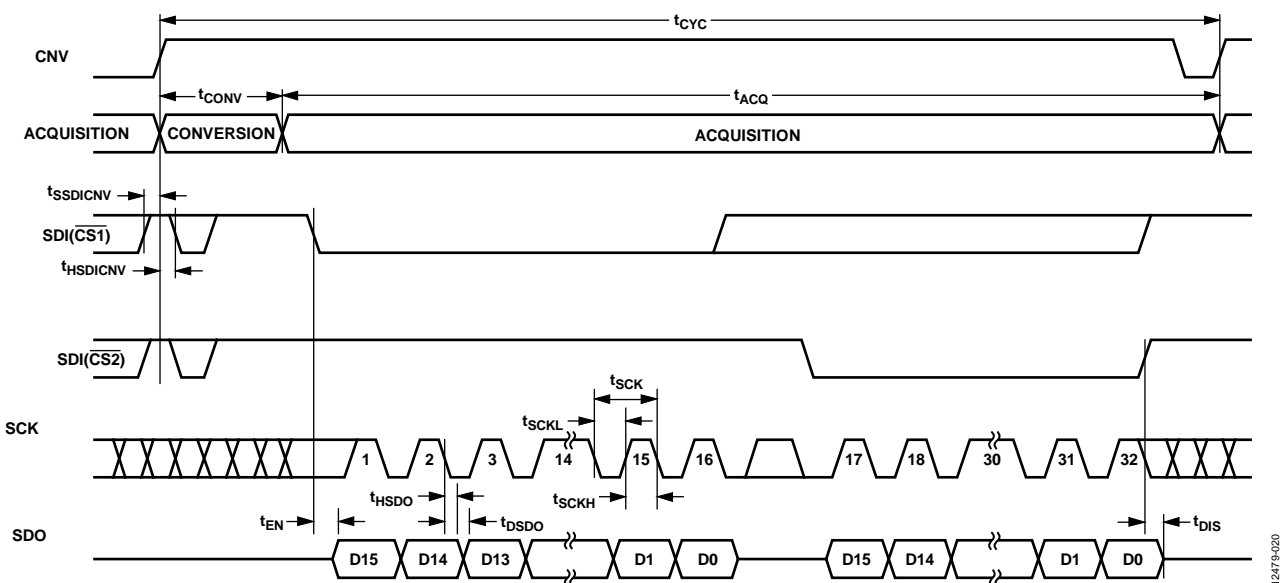 tCYC
CNV
tCONV
tACQ
ACQUISITION
CONVERSION
ACQUISITION
tSSDICNV
SDI(CS1)
tHSDICNV
SDI(CS2)
tSCK
tSCKL
SCK
1 2 3 14 15 16 17 18 30 31 32
tHSDO
tSCKH
tEN
tDSDO
tDIS
SDO
D15 D14 D13 D1 D0 D15 D14 D1 D0